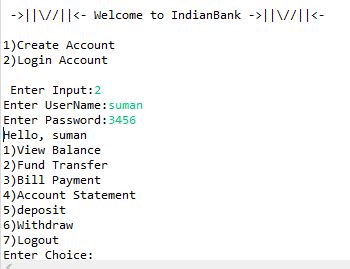 ->||\//||<- Welcome to IndianBank ->||\//||<-
1)Create Account
2)Login Account
Enter Input:2
Enter UserName:suman
Enter Password:3456
Hello, suman
1)View Balance
2)Fund Transfer
3)Bill Payment
4)Account Statement
5)deposit
6)Withdraw
7)Logout
Enter Choice: